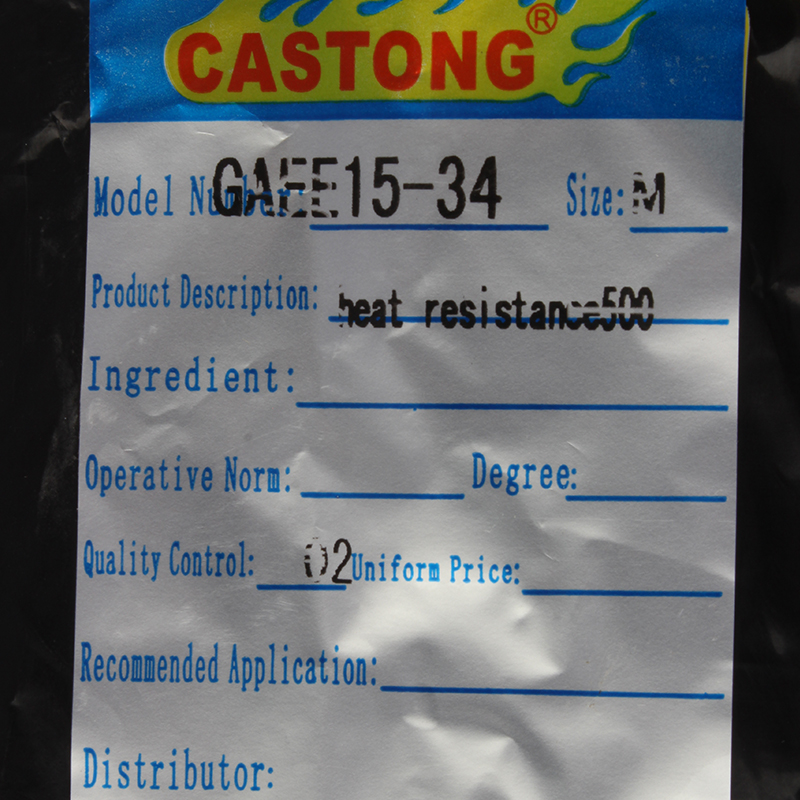 CASTONG®
Model Number: GAEE15-34 Size: M
Product Description: heat resistance500
Ingredient:
Operative Norm: Degree:
Quality Control: 02 Uniform Price:
Recommended Application:
Distributor: